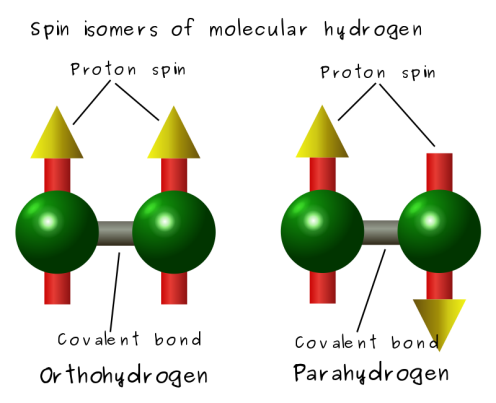 Spin isomers of molecular hydrogen
Proton spin
Proton spin
Covalent bond
Covalent bond
Orthohydrogen
Parahydrogen